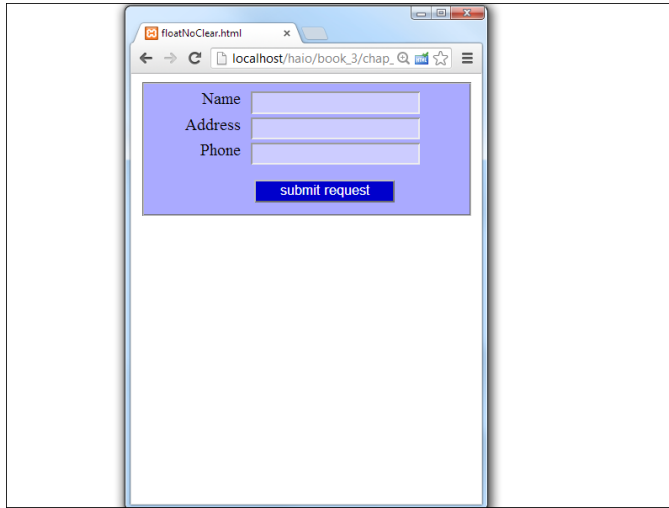 floatNoClear.html
localhost/haio/book_3/chap_
Name
Address
Phone
submit request